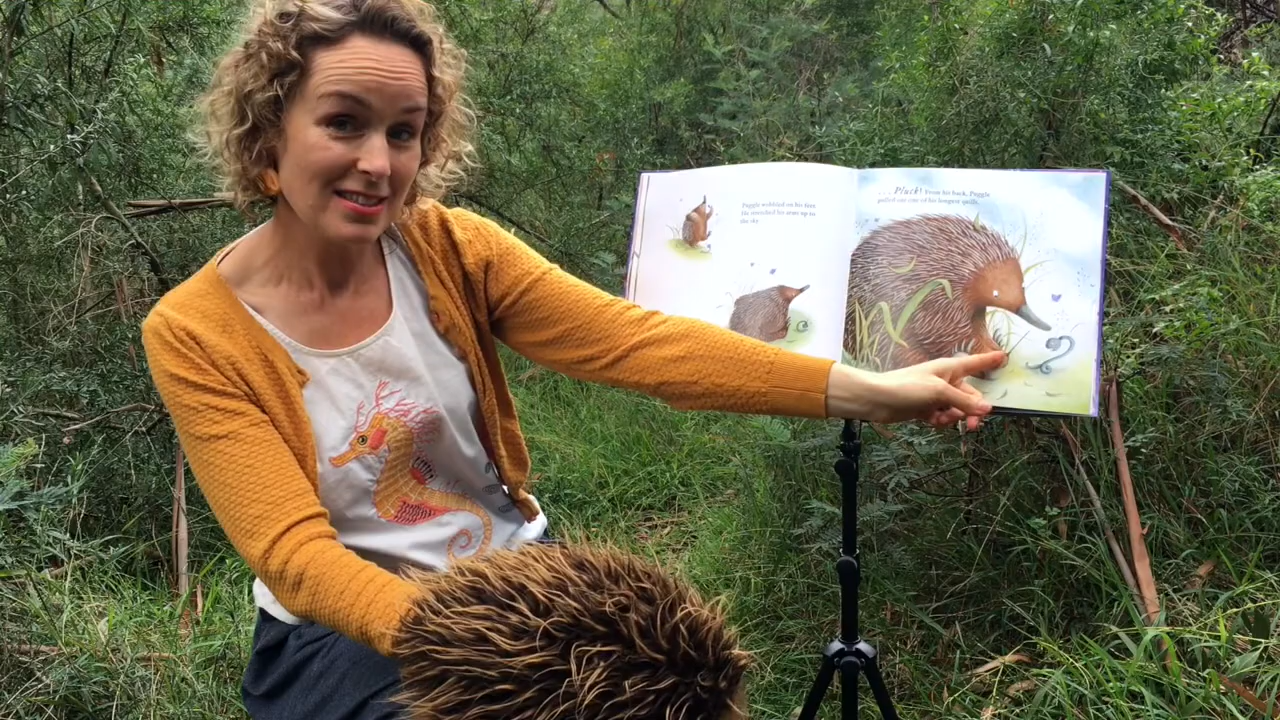 Puggle wobbled on his feet.
He stretched his arms up to
the sky
. . . Pluck! From his back, Puggle
pulled out one of his longest quills.